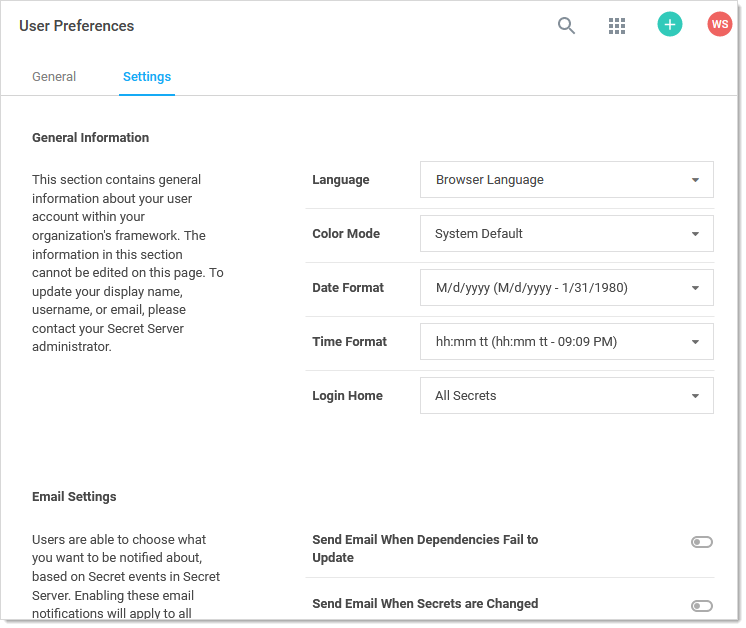 User Preferences
WS
General
Settings
General Information
This section contains general
information about your user
account within your
organization's framework. The
information in this section
cannot be edited on this page. To
update your display name,
username, or email, please
contact your Secret Server
administrator.
Language
Browser Language
Color Mode
System Default
Date Format
M/d/yyyy (M/d/yyyy - 1/31/1980)
Time Format
hh:mm tt (hh:mm tt - 09:09 PM)
Login Home
All Secrets
Email Settings
Users are able to choose what
you want to be notified about,
based on Secret events in Secret
Server. Enabling these email
notifications will apply to all
Send Email When Dependencies Fail to
Update
Send Email When Secrets are Changed